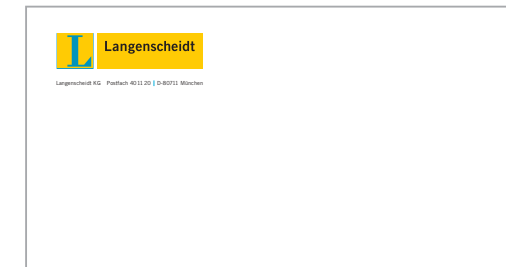 L
Langenscheidt
Langenscheidt KG Postfach 40 11 20 | D-80711 München